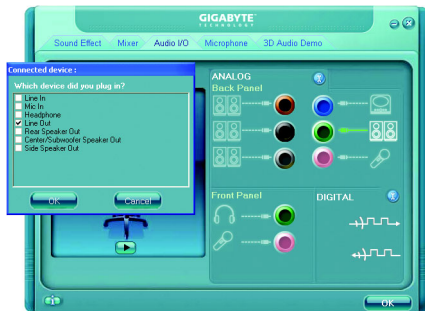 GIGABYTE
TECHNOLOGY
Sound Effect Mixer Audio I/O Microphone 3D Audio Demo
Connected device :
Which device did you plug in?
Line In
Mic In
Headphone
Line Out
Rear Speaker Out
Center/Subwoofer Speaker Out
Side Speaker Out
OK Cancel
ANALOG
Back Panel
Front Panel
DIGITAL
OK